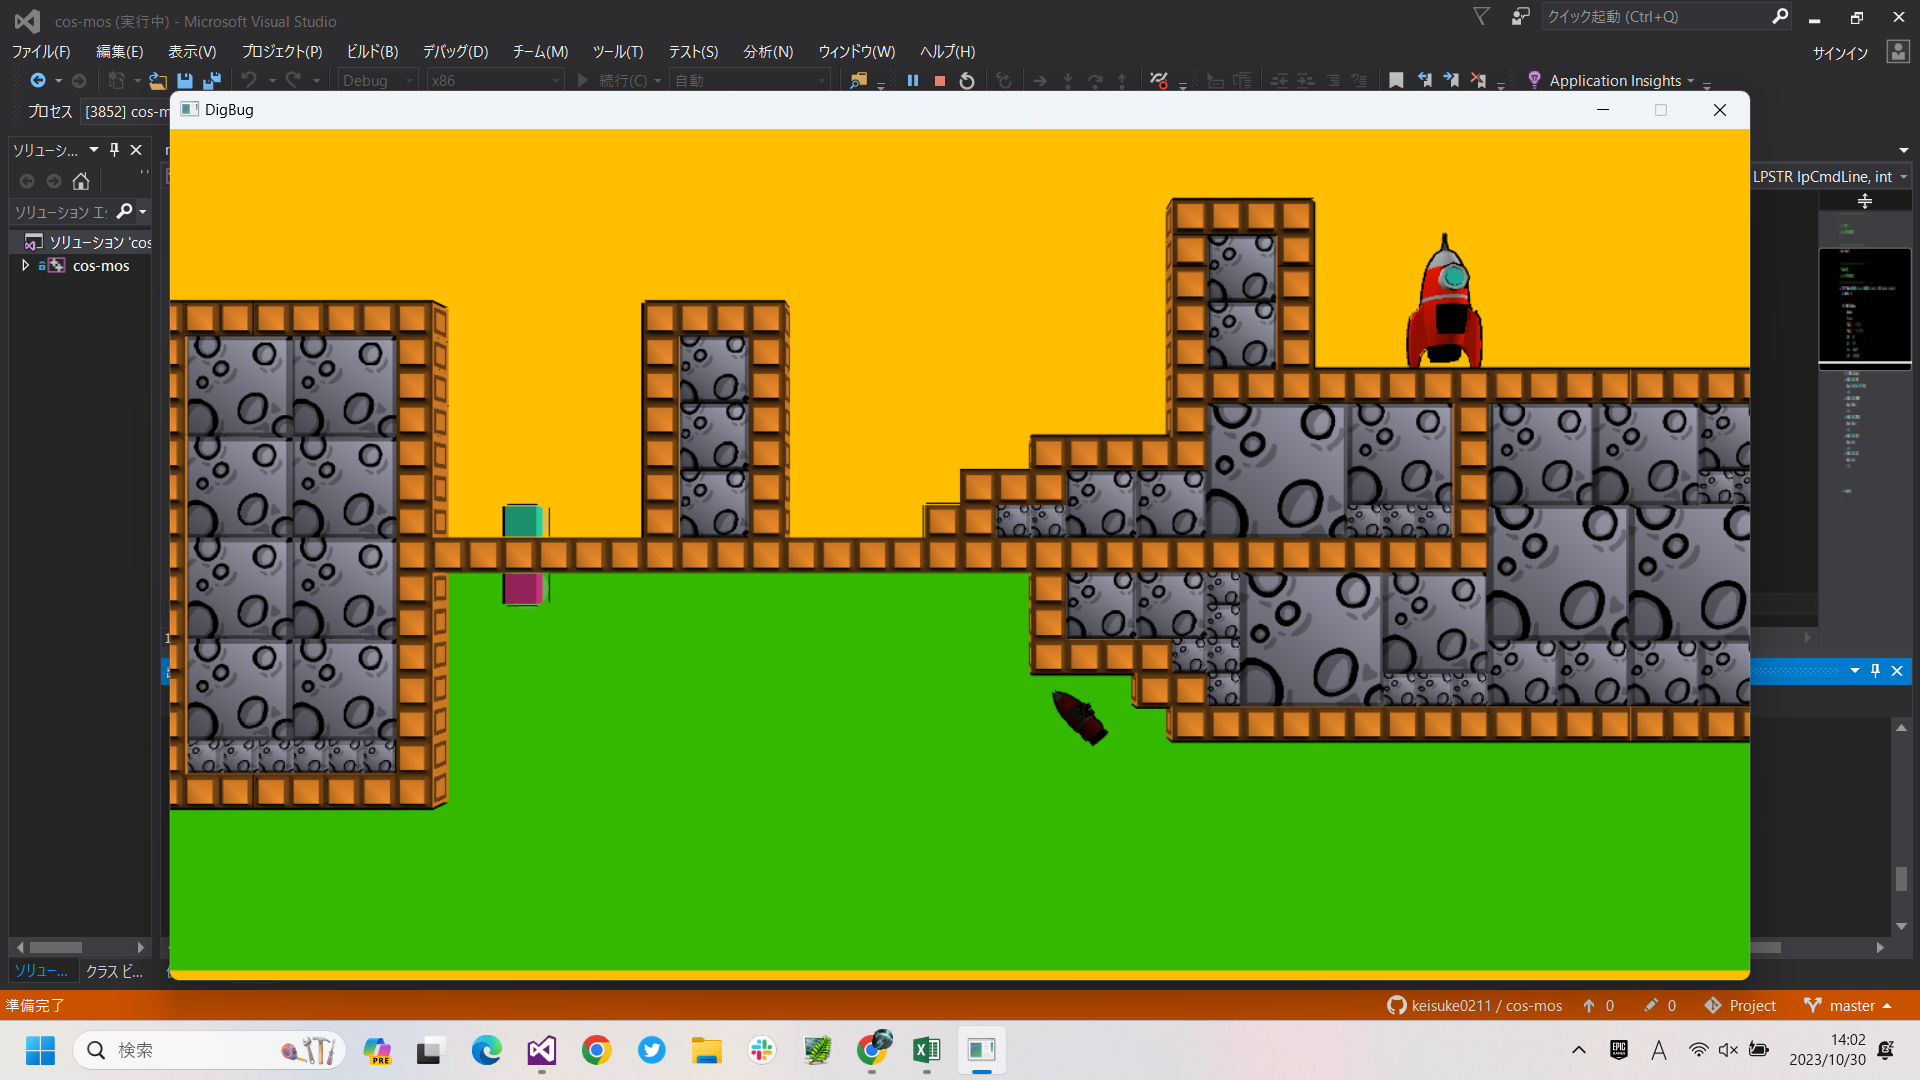 cos-mos (実行中) - Microsoft Visual Studio
クイック起動 (Ctrl+Q)
ファイル(F) 編集(E) 表示(V) プロジェクト(P) ビルド(B) デバッグ(D) チーム(M) ツール(T) テスト(S) 分析(N) ウィンドウ(W) ヘルプ(H)
サインイン
Debug x86 続行(C) 自動 Application Insights
プロセス [3852] cos-m
DigBug
ソリューシ...
LPSTR lpCmdLine, int
ソリューション エ
ソリューション 'cos
cos-mos
ソリュー... クラス ビ...
準備完了
keisuke0211 / cos-mos 0 0 Project master
検索
PRE
EPIC GAMES
A
14:02
2023/10/30